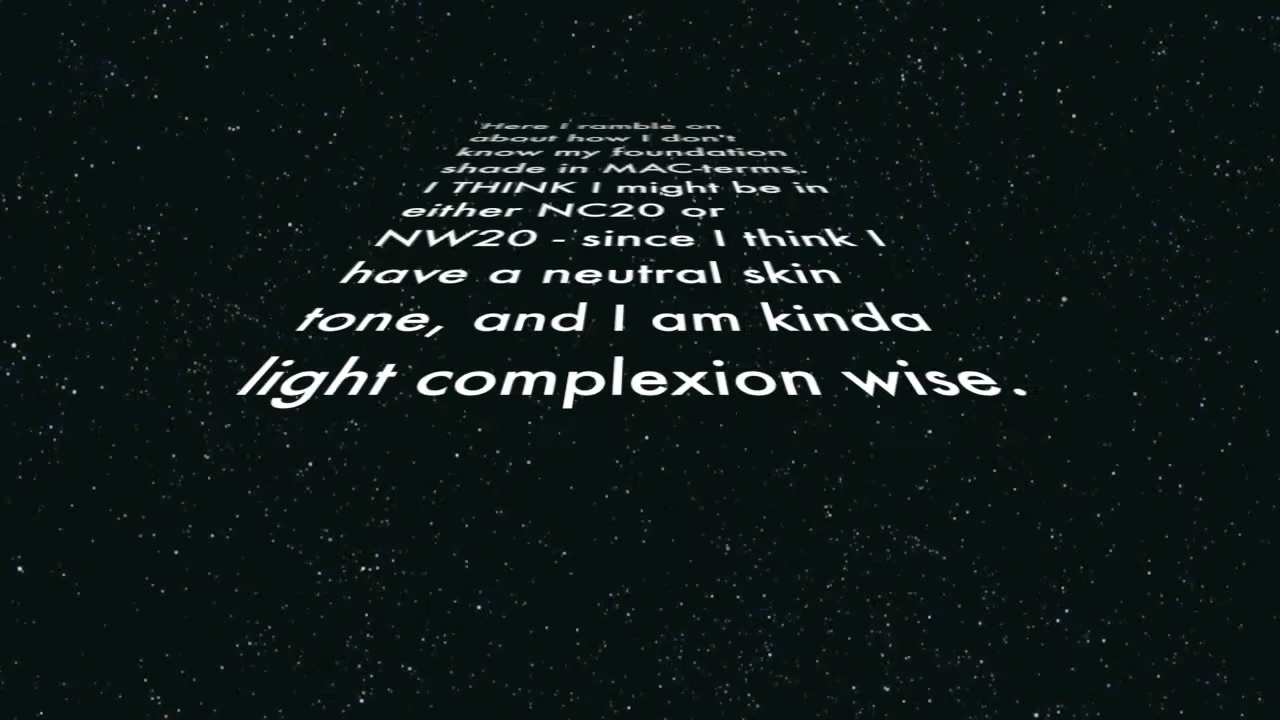 Here I ramble on
about how I don't
know my foundation
shade in MAC-terms.
I THINK I might be in
either NC20 or
NW20 - since I think I
have a neutral skin
tone, and I am kinda
light complexion wise.